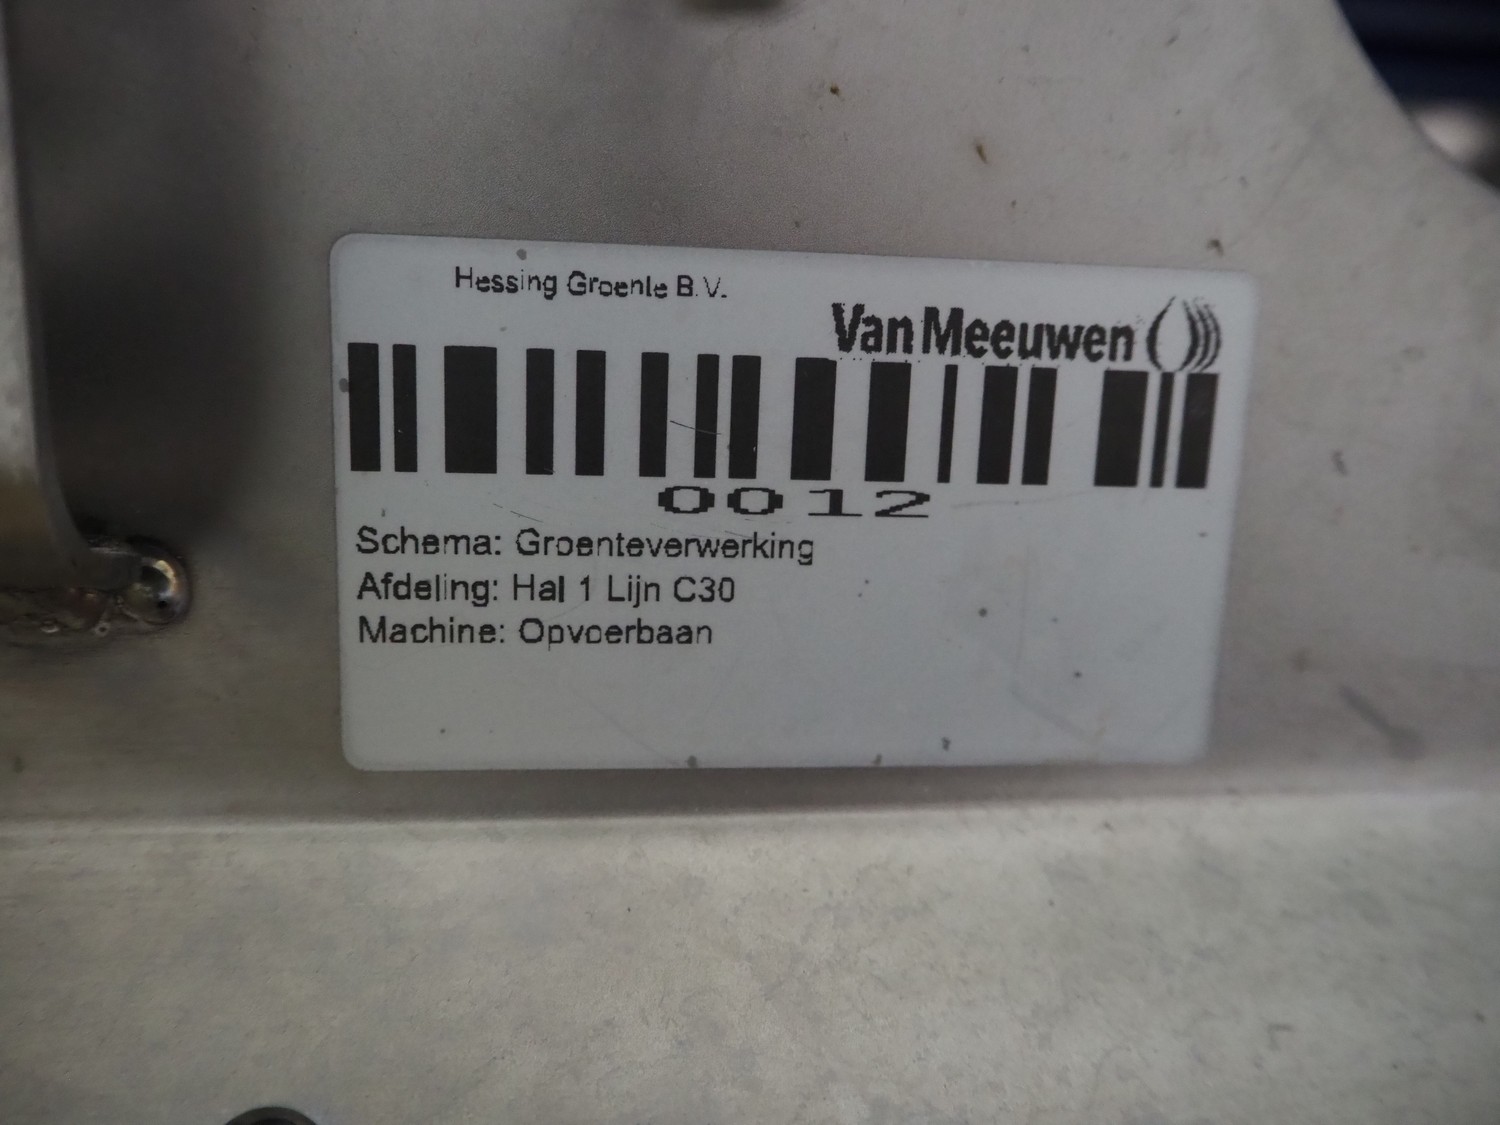 Hessing Groente B.V.
Van Meeuwen
0012
Schema: Groenteverwerking
Afdeling: Hal 1 Lijn C30
Machine: Opvoerbaan